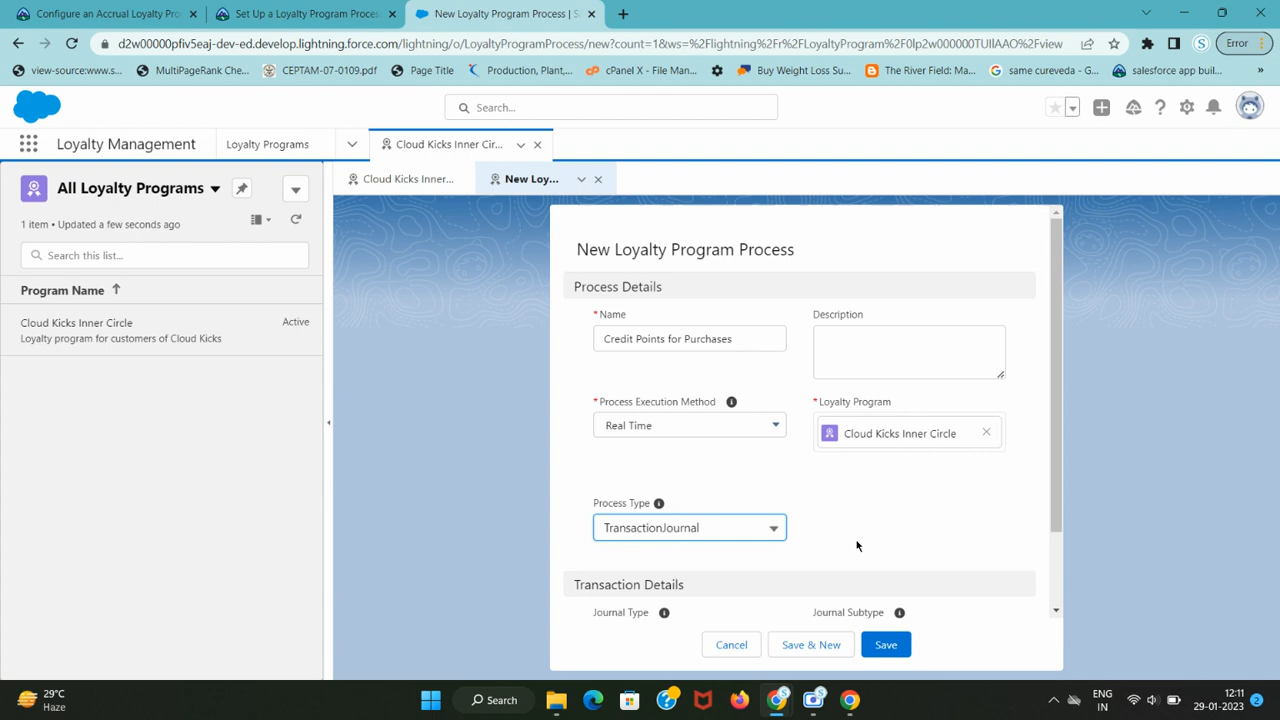 Configure an Accrual Loyalty Pro
Set Up a Loyalty Program Proces
New Loyalty Program Process | S
d2w00000pfiv5eaj-dev-ed.develop.lightning.force.com/lightning/o/LoyaltyProgramProcess/new?count=1&ws=%2Flightning%2Fr%2FLoyaltyProgram%2F0lp2w000000TUIlAAO%2Fview
Error
view-source:www.s...
MultiPageRank Che...
CEPTAM-07-0109.pdf
Page Title
Production, Plant,...
cPanel X - File Man...
Buy Weight Loss Su...
The River Field: Ma...
same cureveda - G...
salesforce app buil...
»
Search...
Loyalty Management
Loyalty Programs
Cloud Kicks Inner Cir...
Cloud Kicks Inner...
New Loy...
All Loyalty Programs
1 item • Updated a few seconds ago
Search this list...
Program Name
Cloud Kicks Inner Circle
Active
Loyalty program for customers of Cloud Kicks
New Loyalty Program Process
Process Details
* Name
Description
Credit Points for Purchases
* Process Execution Method
* Loyalty Program
Real Time
Cloud Kicks Inner Circle
Process Type
TransactionJournal
Transaction Details
Journal Type
Journal Subtype
Cancel
Save & New
Save
29°C
Haze
Search
ENG
IN
12:11
29-01-2023
2